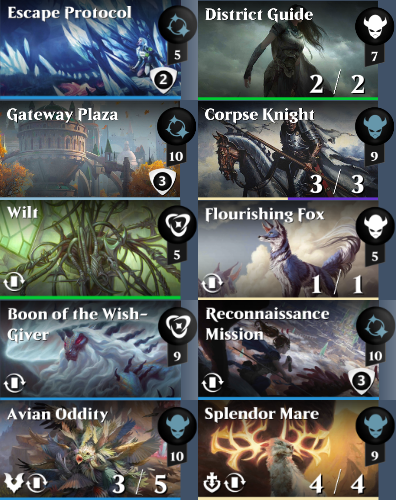 Escape Protocol
5
2
District Guide
7
2 / 2
Gateway Plaza
10
3
Corpse Knight
9
3 / 3
Wilt
5
Flourishing Fox
5
1 / 1
Boon of the Wish-
Giver
9
Reconnaissance
Mission
10
3
Avian Oddity
10
3 / 5
Splendor Mare
9
4 / 4